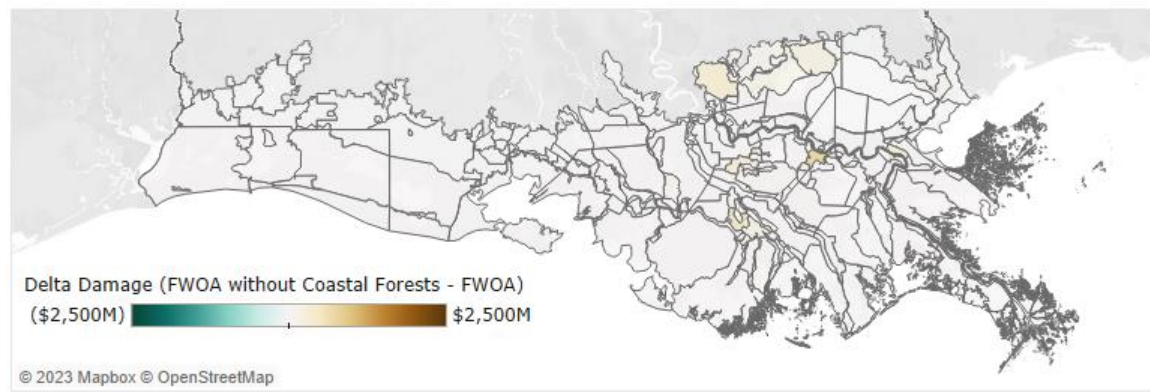 Delta Damage (FWOA without Coastal Forests - FWOA)
($2,500M) $2,500M
© 2023 Mapbox © OpenStreetMap